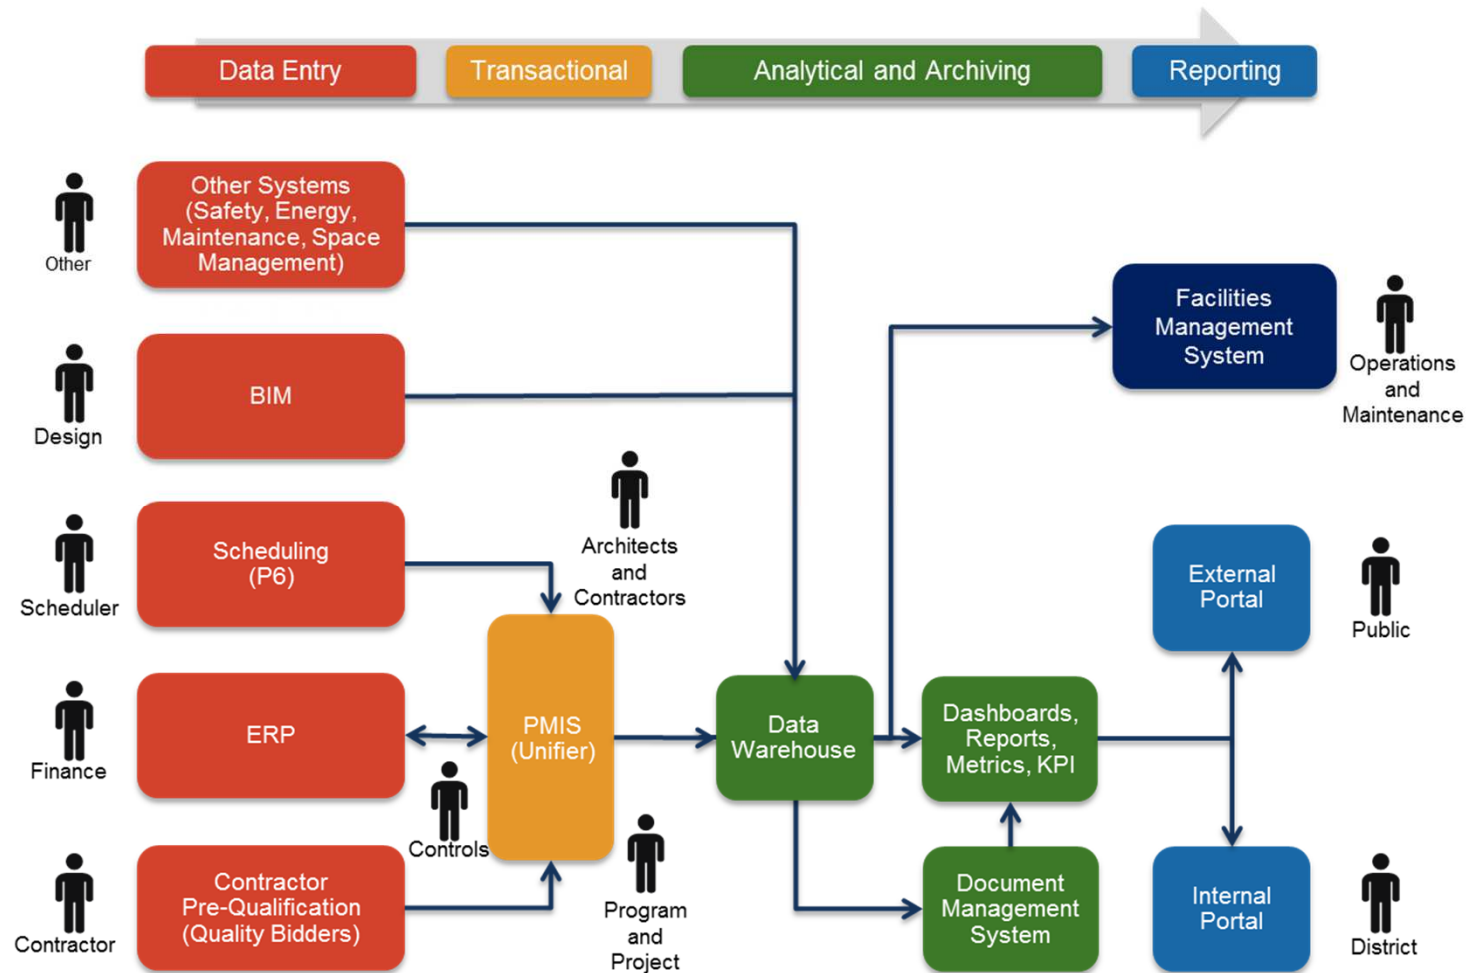 Data Entry
Transactional
Analytical and Archiving
Reporting
Other
Other Systems
(Safety, Energy,
Maintenance, Space
Management)
Facilities
Management
System
Operations
and
Maintenance
Design
BIM
Architects
and
Contractors
Scheduler
Scheduling
(P6)
External
Portal
Public
Finance
ERP
Controls
PMIS
(Unifier)
Data
Warehouse
Dashboards,
Reports,
Metrics, KPI
Contractor
Contractor
Pre-Qualification
(Quality Bidders)
Program
and
Project
Document
Management
System
Internal
Portal
District